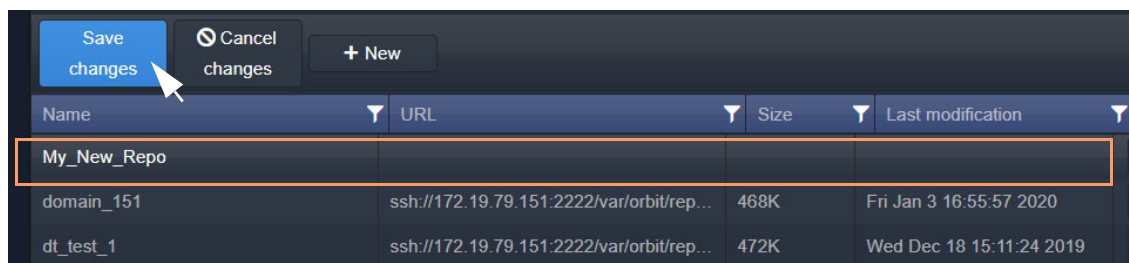 Save changes
Cancel changes
+ New
Name URL Size Last modification
My_New_Repo
domain_151 ssh://172.19.79.151:2222/var/orbit/rep... 468K Fri Jan 3 16:55:57 2020
dt_test_1 ssh://172.19.79.151:2222/var/orbit/rep... 472K Wed Dec 18 15:11:24 2019